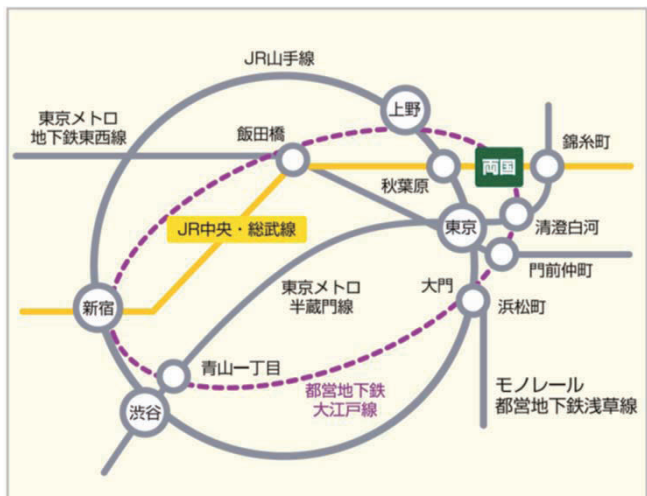 JR山手線
上野
東京メトロ
地下鉄東西線
飯田橋
錦糸町
両国
秋葉原
JR中央・総武線
東京
清澄白河
門前仲町
東京メトロ
半蔵門線
大門
浜松町
新宿
青山一丁目
都営地下鉄
大江戸線
モノレール
都営地下鉄浅草線
渋谷